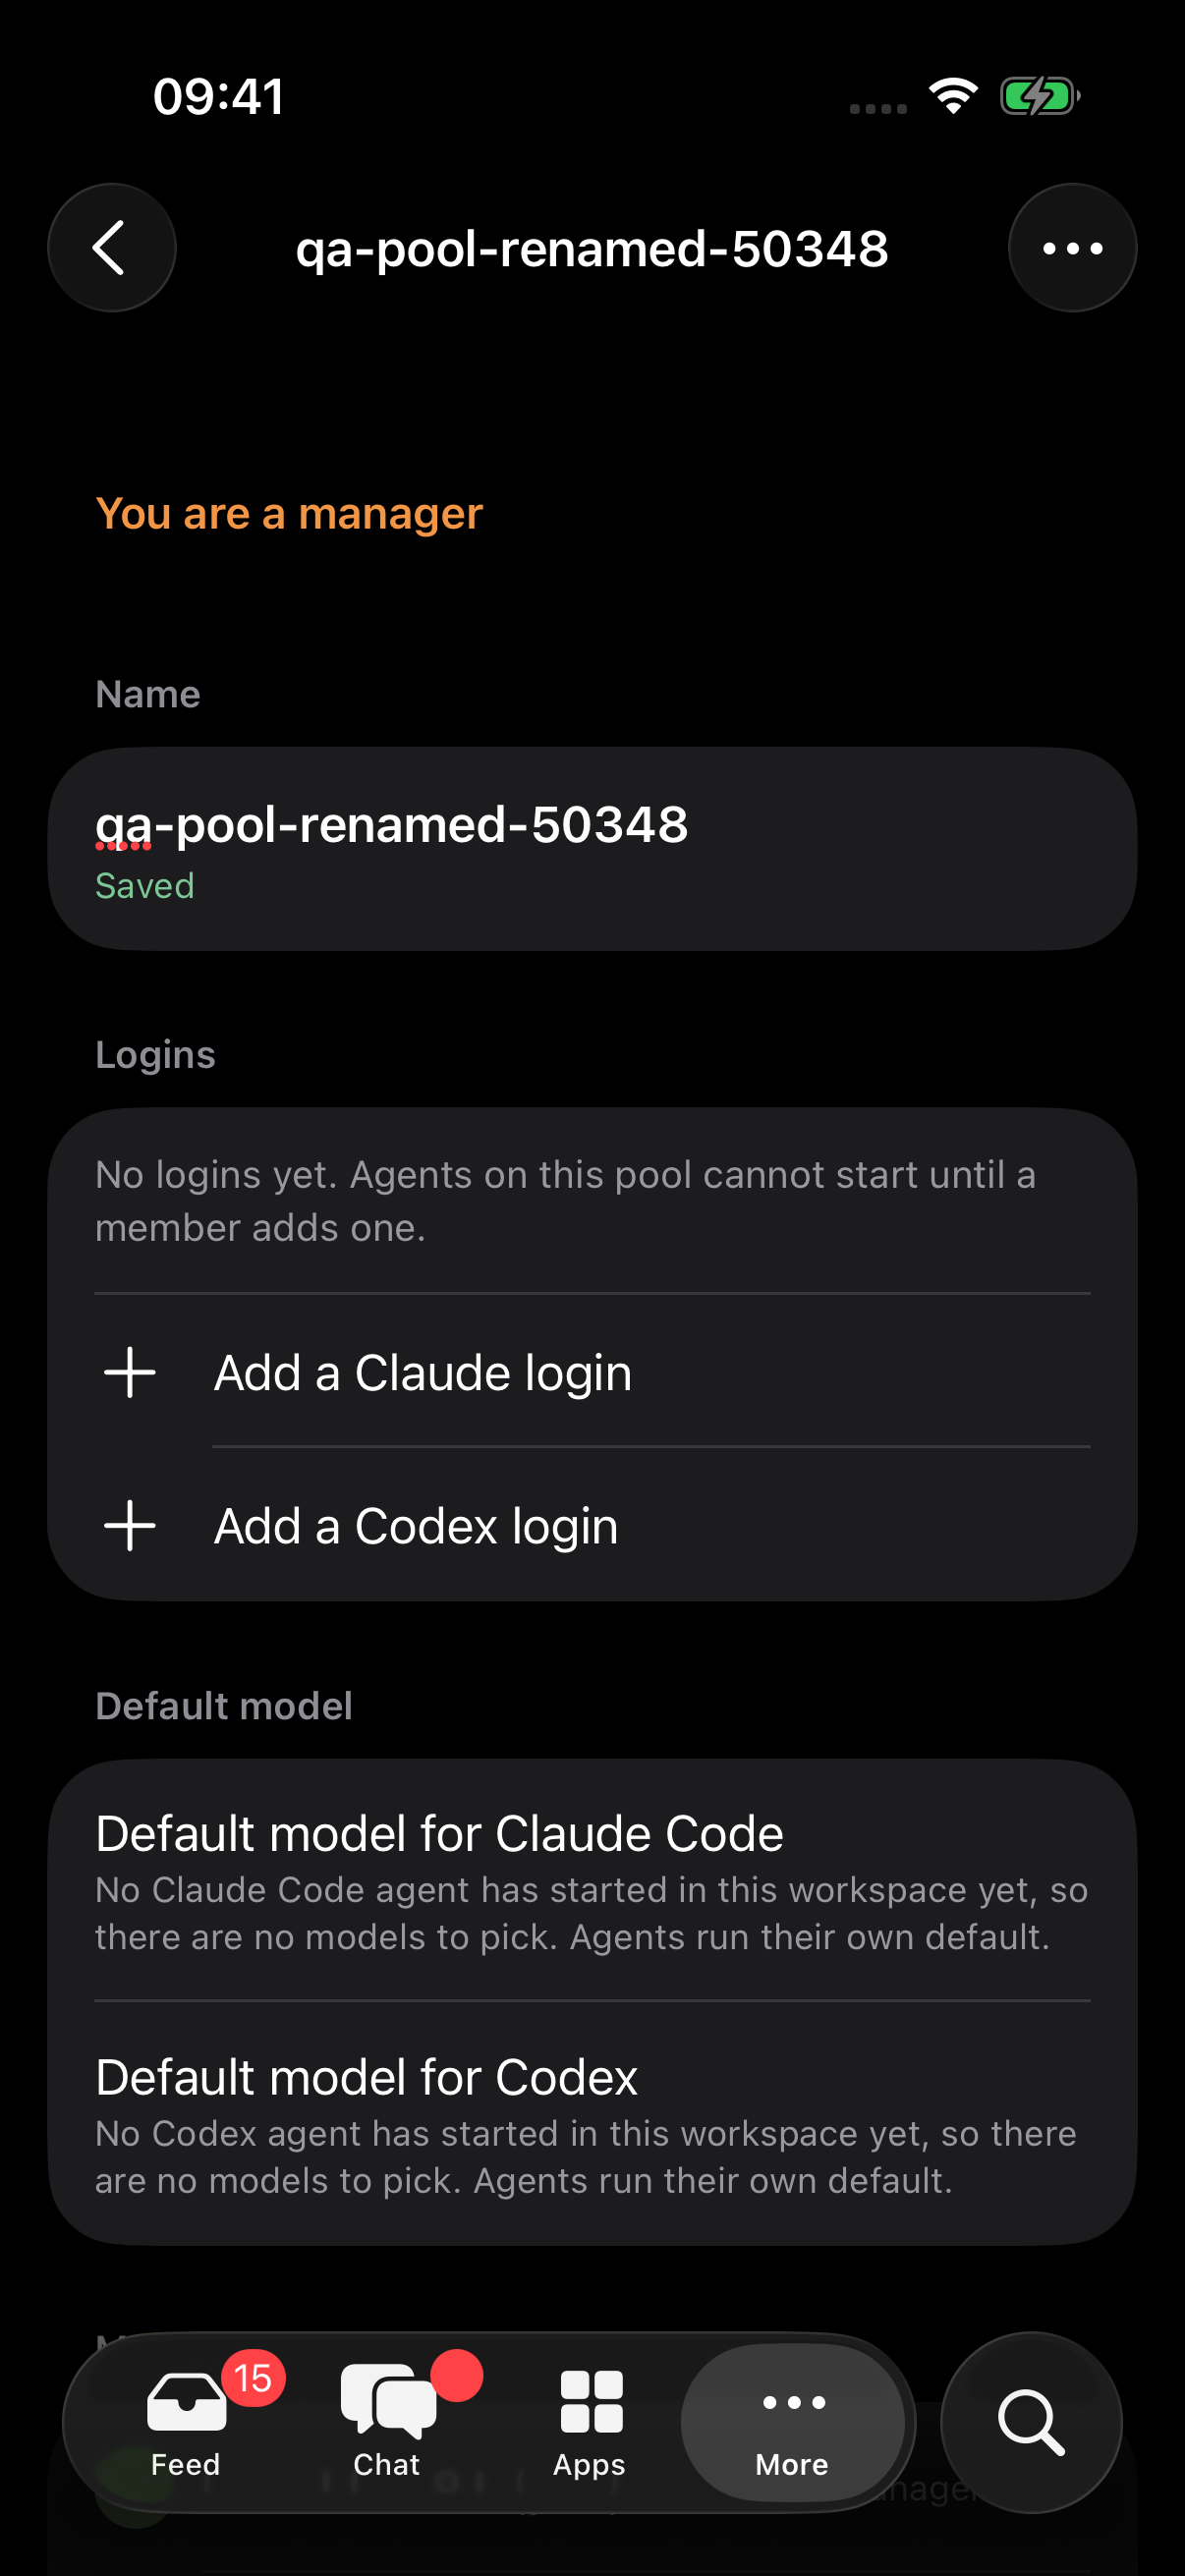 09:41
qa-pool-renamed-50348
You are a manager
Name
qa-pool-renamed-50348
Saved
Logins
No logins yet. Agents on this pool cannot start until a
member adds one.
Add a Claude login
Add a Codex login
Default model
Default model for Claude Code
No Claude Code agent has started in this workspace yet, so
there are no models to pick. Agents run their own default.
Default model for Codex
No Codex agent has started in this workspace yet, so there
are no models to pick. Agents run their own default.
15
Feed
Chat
Apps
More